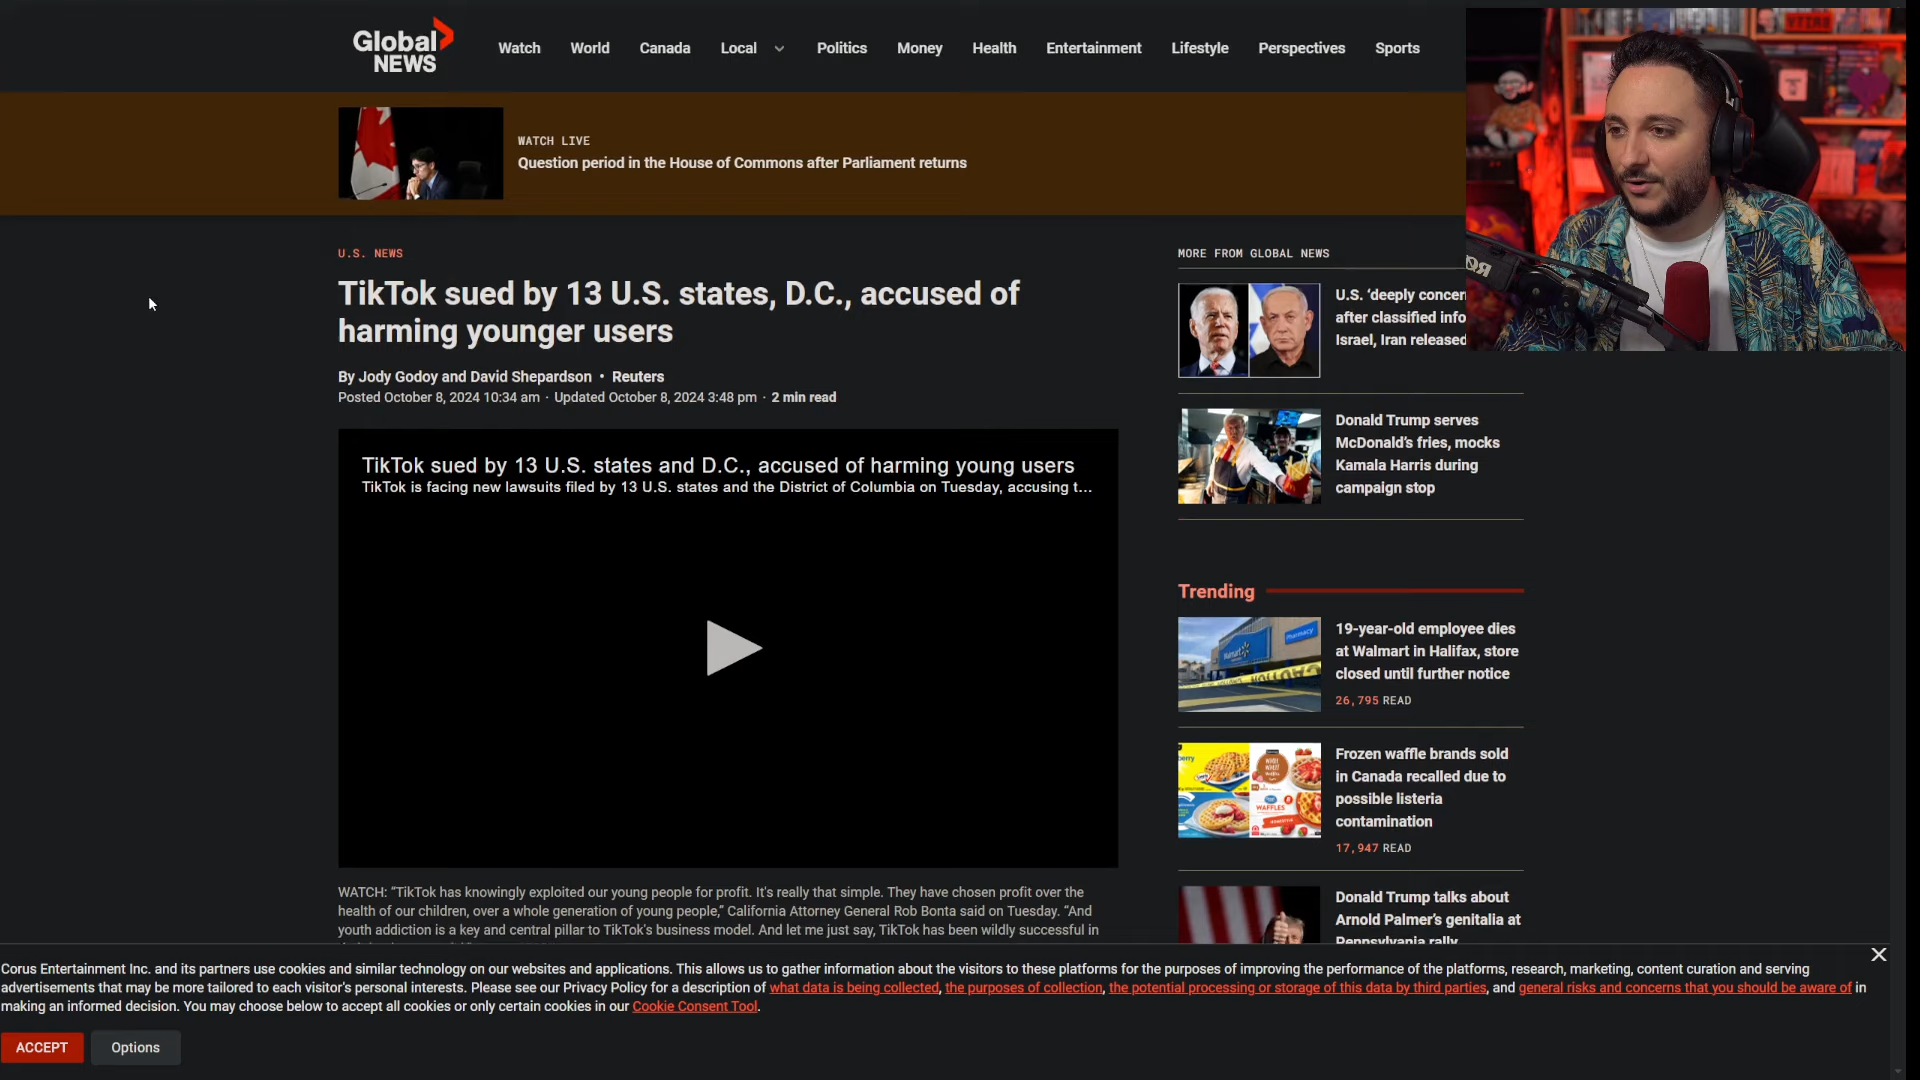 Global
NEWS
Watch World Canada Local Politics Money Health Entertainment Lifestyle Perspectives Sports
WATCH LIVE
Question period in the House of Commons after Parliament returns
U.S. NEWS
TikTok sued by 13 U.S. states, D.C., accused of
harming younger users
By Jody Godoy and David Shepardson • Reuters
Posted October 8, 2024 10:34 am · Updated October 8, 2024 3:48 pm · 2 min read
TikTok sued by 13 U.S. states and D.C., accused of harming young users
TikTok is facing new lawsuits filed by 13 U.S. states and the District of Columbia on Tuesday, accusing t...
WATCH: “TikTok has knowingly exploited our young people for profit. It's really that simple. They have chosen profit over the
health of our children, over a whole generation of young people,” California Attorney General Rob Bonta said on Tuesday. “And
youth addiction is a key and central pillar to TikTok's business model. And let me just say, TikTok has been wildly successful in
MORE FROM GLOBAL NEWS
U.S. ‘deeply concer
after classified info
Israel, Iran released
Donald Trump serves
McDonald’s fries, mocks
Kamala Harris during
campaign stop
Trending
Walmart
Pharmacy
CAUTION
19-year-old employee dies
at Walmart in Halifax, store
closed until further notice
26,795 READ
WAFFLES
Frozen waffle brands sold
in Canada recalled due to
possible listeria
contamination
17,947 READ
Donald Trump talks about
Arnold Palmer’s genitalia at
Pennsylvania rally
Corus Entertainment Inc. and its partners use cookies and similar technology on our websites and applications. This allows us to gather information about the visitors to these platforms for the purposes of improving the performance of the platforms, research, marketing, content curation and serving
advertisements that may be more tailored to each visitor's personal interests. Please see our Privacy Policy for a description of what data is being collected, the purposes of collection, the potential processing or storage of this data by third parties, and general risks and concerns that you should be aware of in
making an informed decision. You may choose below to accept all cookies or only certain cookies in our Cookie Consent Tool.
ACCEPT Options